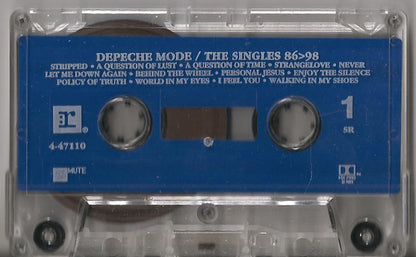 DEPECHE MODE / THE SINGLES 86>98
STRIPPED • A QUESTION OF LUST • A QUESTION OF TIME • STRANGELOVE • NEVER
LET ME DOWN AGAIN • BEHIND THE WHEEL • PERSONAL JESUS • ENJOY THE SILENCE
POLICY OF TRUTH • WORLD IN MY EYES • I FEEL YOU • WALKING IN MY SHOES
r
4-47110
1
SR
MUTE